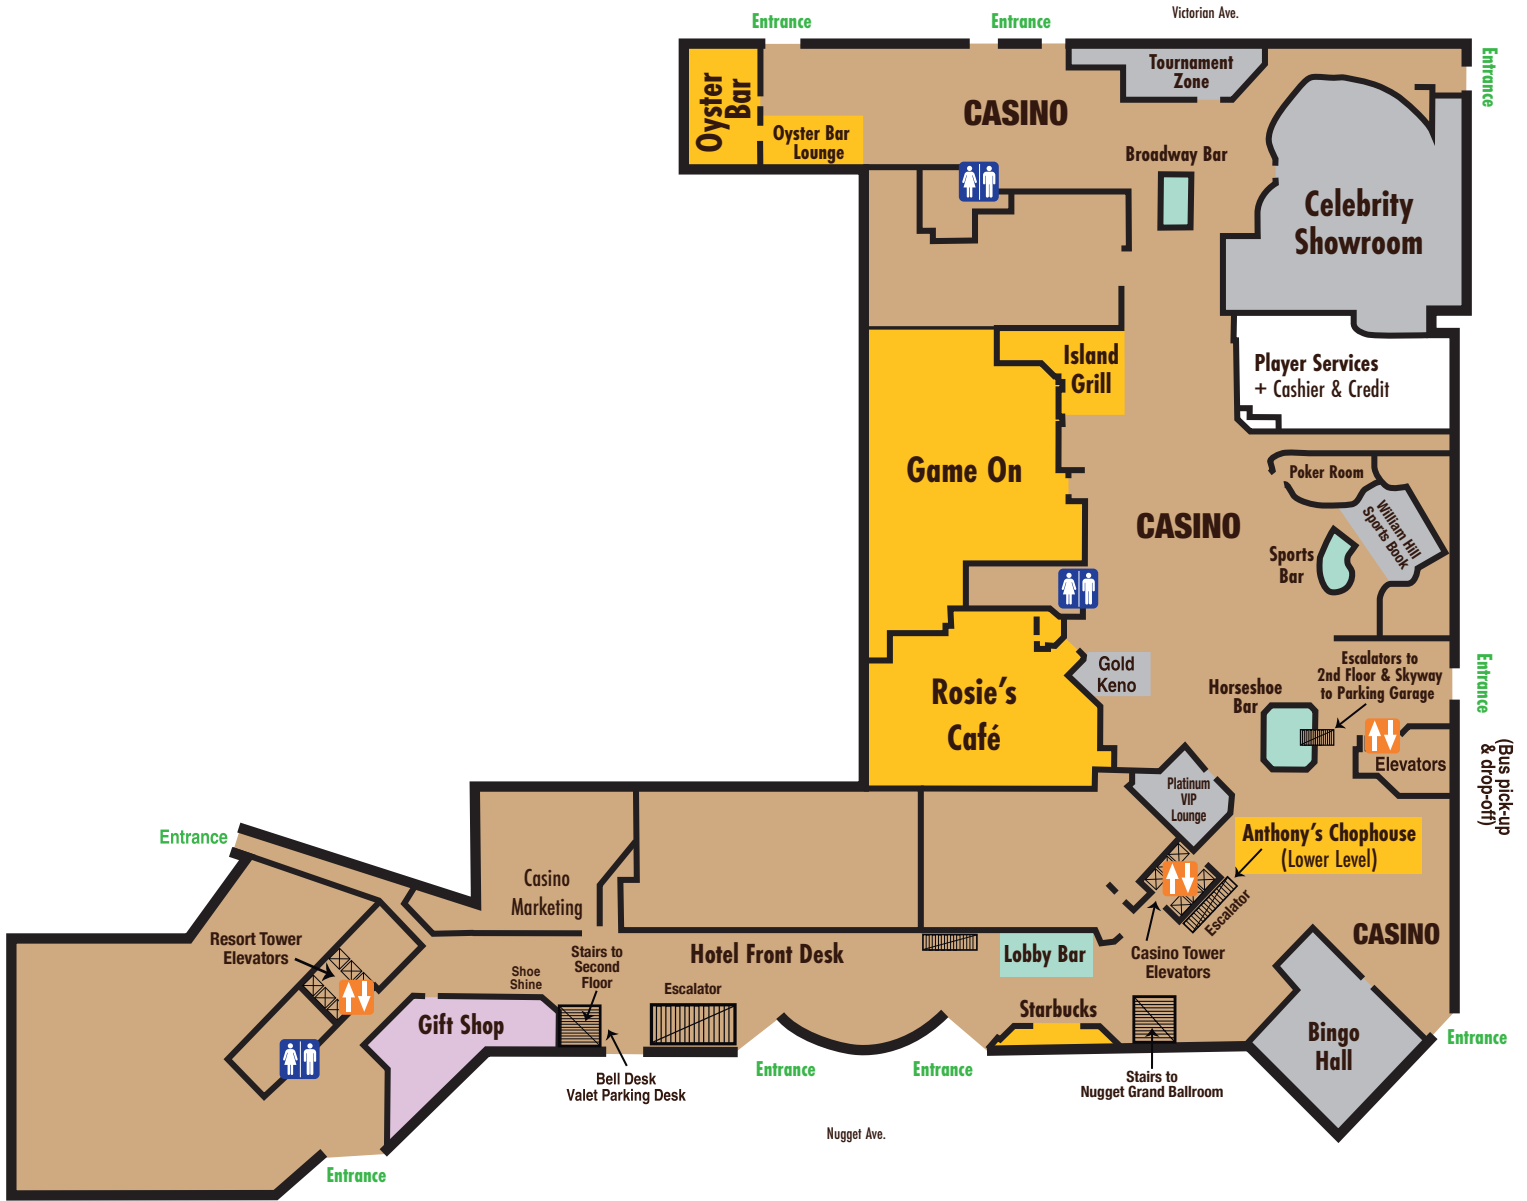 Victorian Ave.
Entrance
Entrance
Entrance
Oyster
Bar
Oyster Bar
Lounge
CASINO
Tournament
Zone
Broadway Bar
Celebrity
Showroom
Island
Grill
Player Services
+ Cashier & Credit
Game On
Poker Room
William Hill
Sports Book
CASINO
Sports
Bar
Gold
Keno
Rosie's
Café
Escalators to
2nd Floor & Skyway
to Parking Garage
Entrance
Horseshoe
Bar
Elevators
(Bus pick-up
& drop-off)
Platinum
VIP
Lounge
Anthony's Chophouse
(Lower Level)
Escalator
Entrance
Casino
Marketing
Resort Tower
Elevators
Shoe
Shine
Stairs to
Second
Floor
Hotel Front Desk
Escalator
Lobby Bar
Casino Tower
Elevators
CASINO
Gift Shop
Starbucks
Bingo
Hall
Entrance
Entrance
Entrance
Bell Desk
Valet Parking Desk
Stairs to
Nugget Grand Ballroom
Nugget Ave.
Entrance